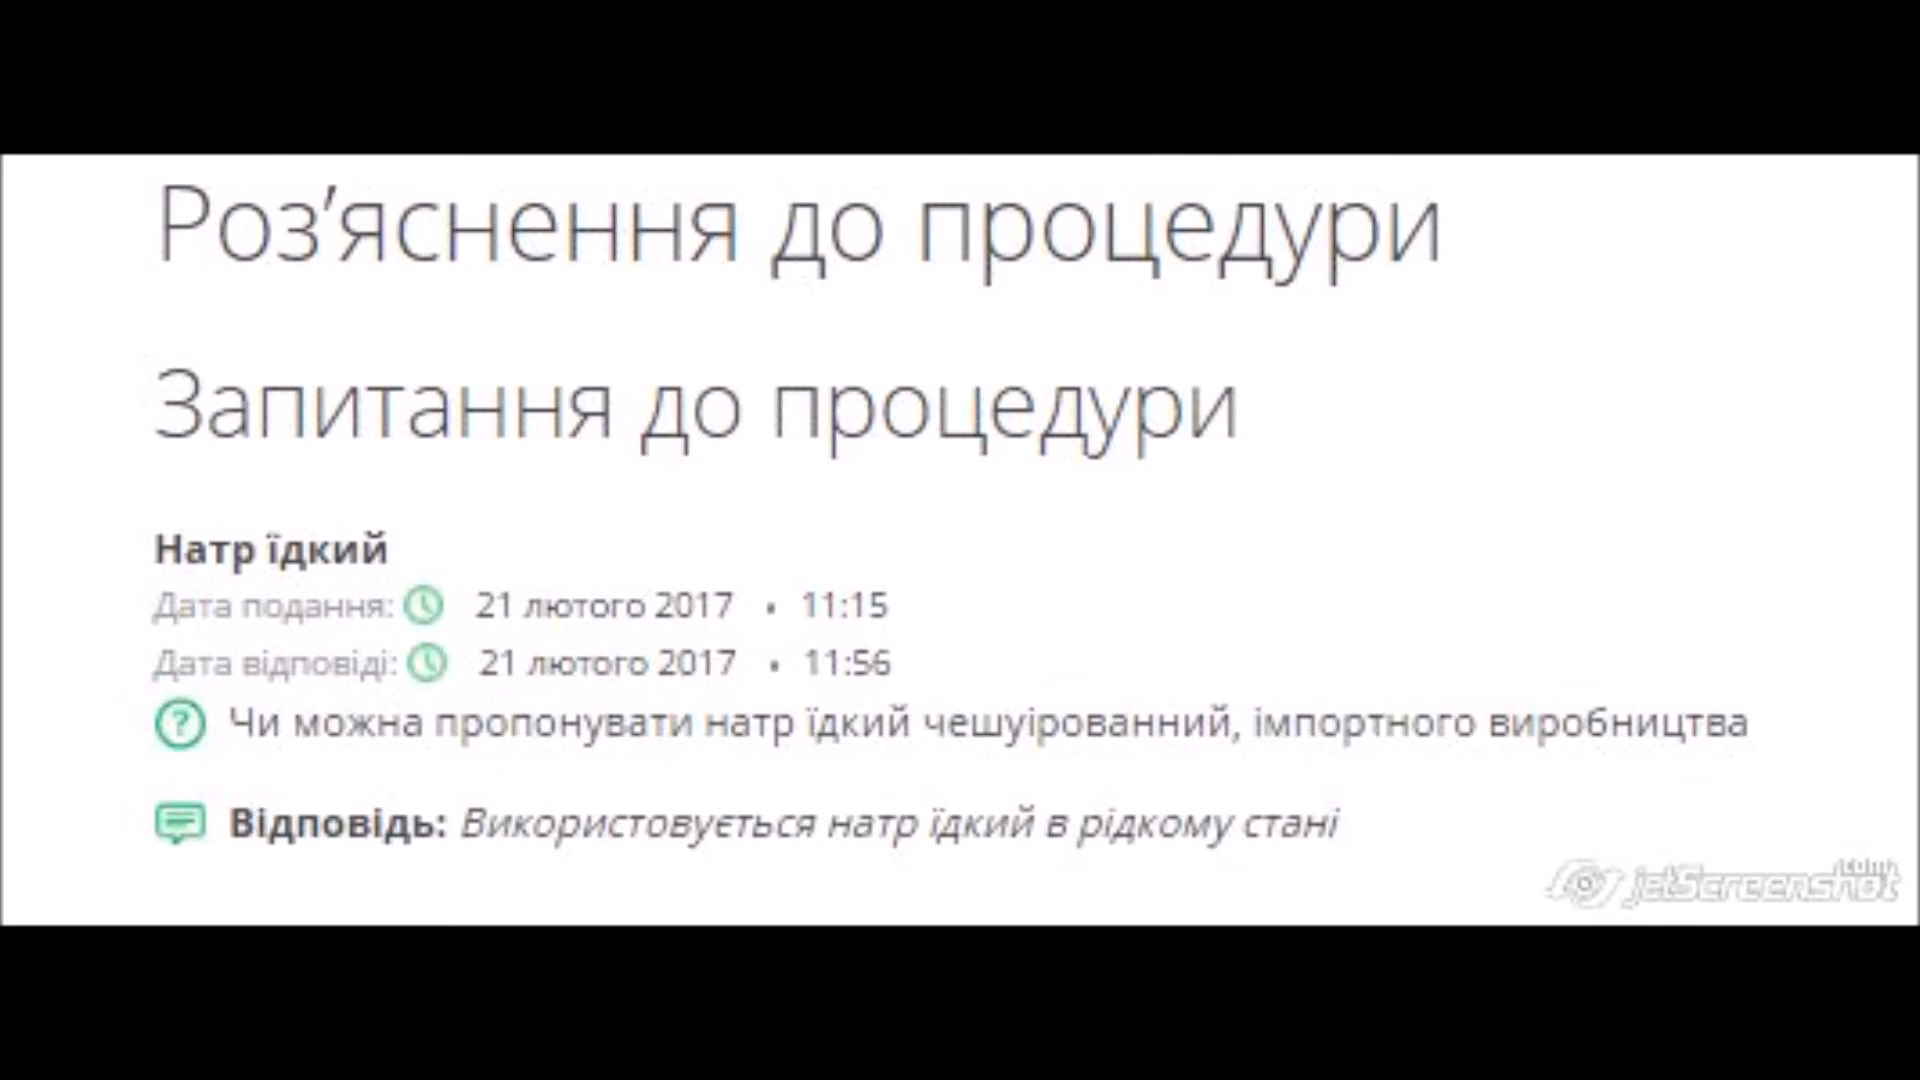 Роз’яснення до процедури
Запитання до процедури
Натр їдкий
Дата подання: 21 лютого 2017 • 11:15
Дата відповіді: 21 лютого 2017 • 11:56
? Чи можна пропонувати натр їдкий чешуірованний, імпортного виробництва
Відповідь: Використовується натр їдкий в рідкому стані
jetScreenshot.com